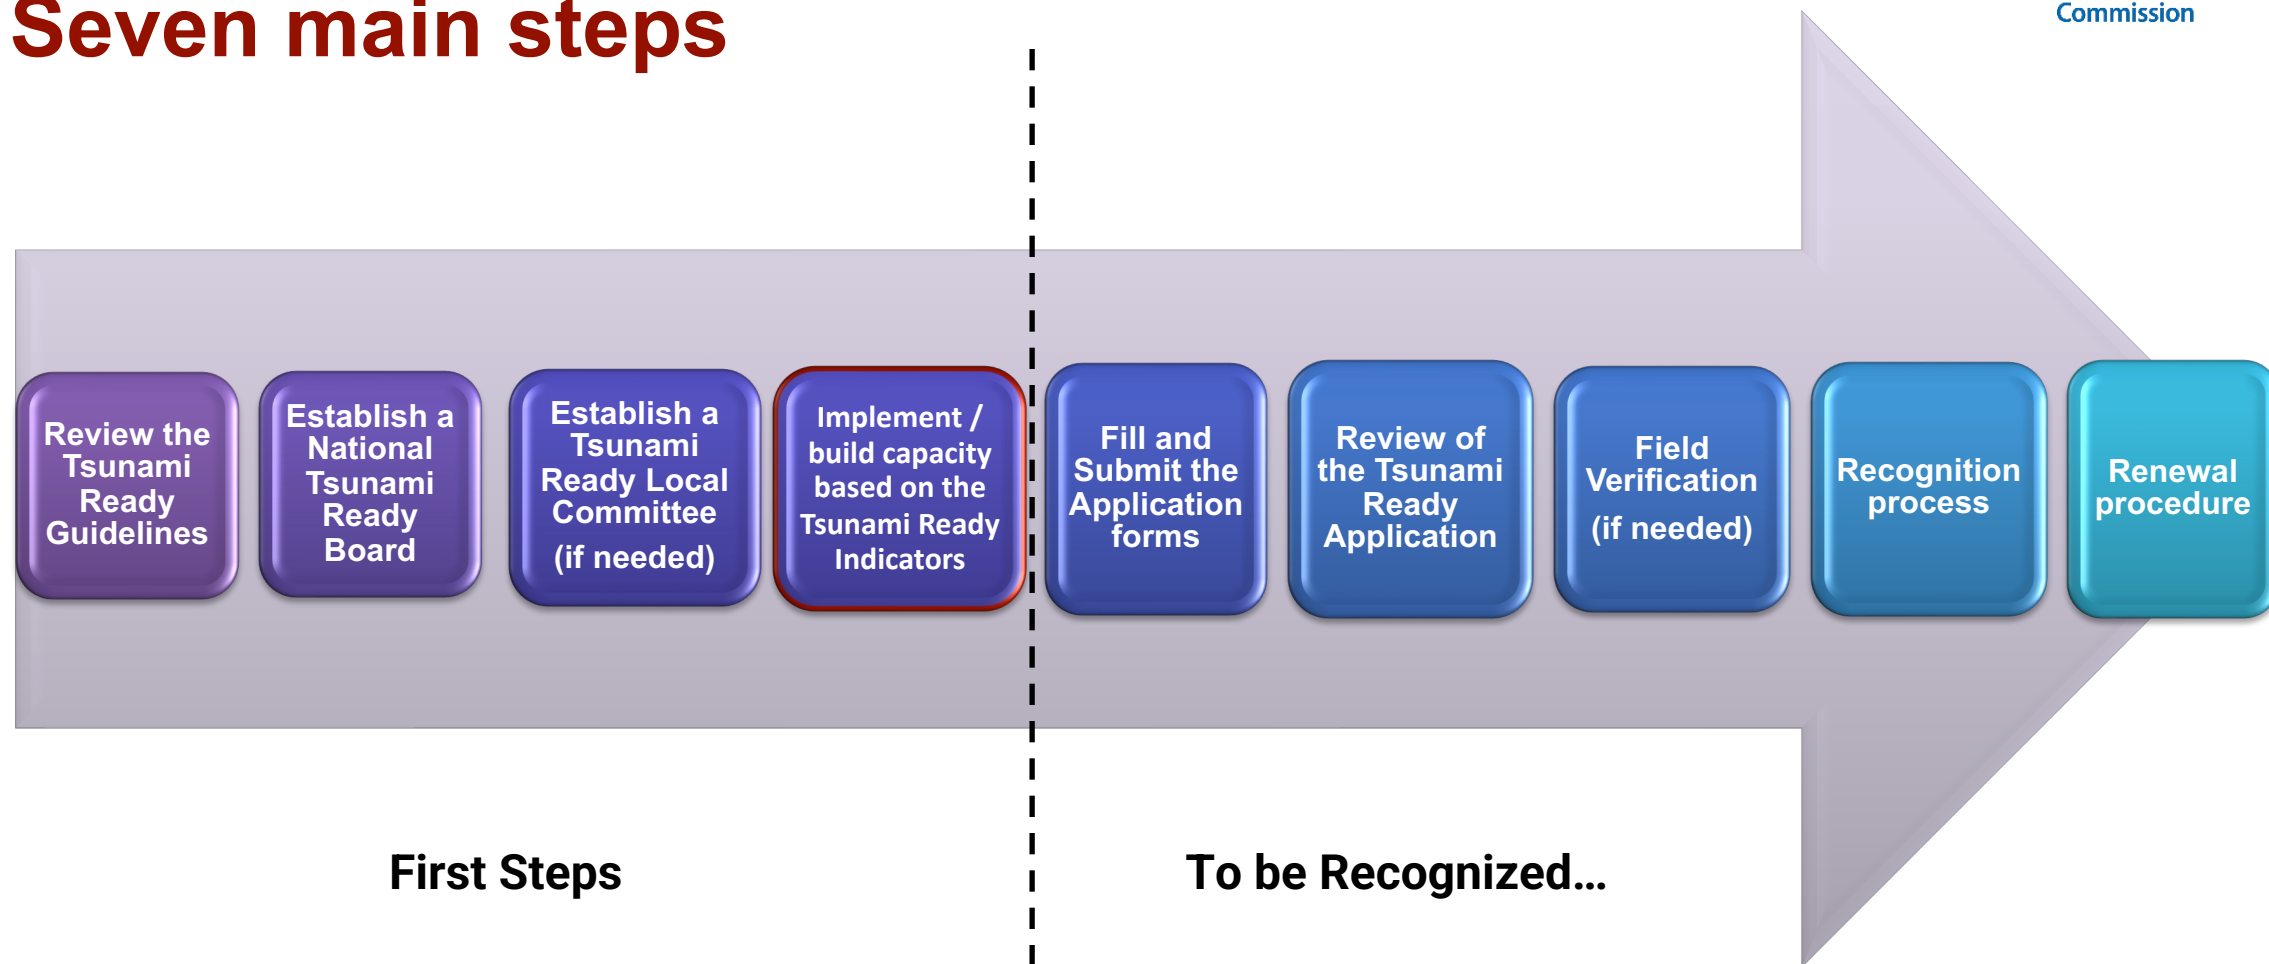 Seven main steps
Commission
Review the
Tsunami
Ready
Guidelines
Establish a
National
Tsunami
Ready
Board
Establish a
Tsunami
Ready Local
Committee
(if needed)
Implement /
build capacity
based on the
Tsunami Ready
Indicators
Fill and
Submit the
Application
forms
Review of
the Tsunami
Ready
Application
Field
Verification
(if needed)
Recognition
process
Renewal
procedure
First Steps
To be Recognized...